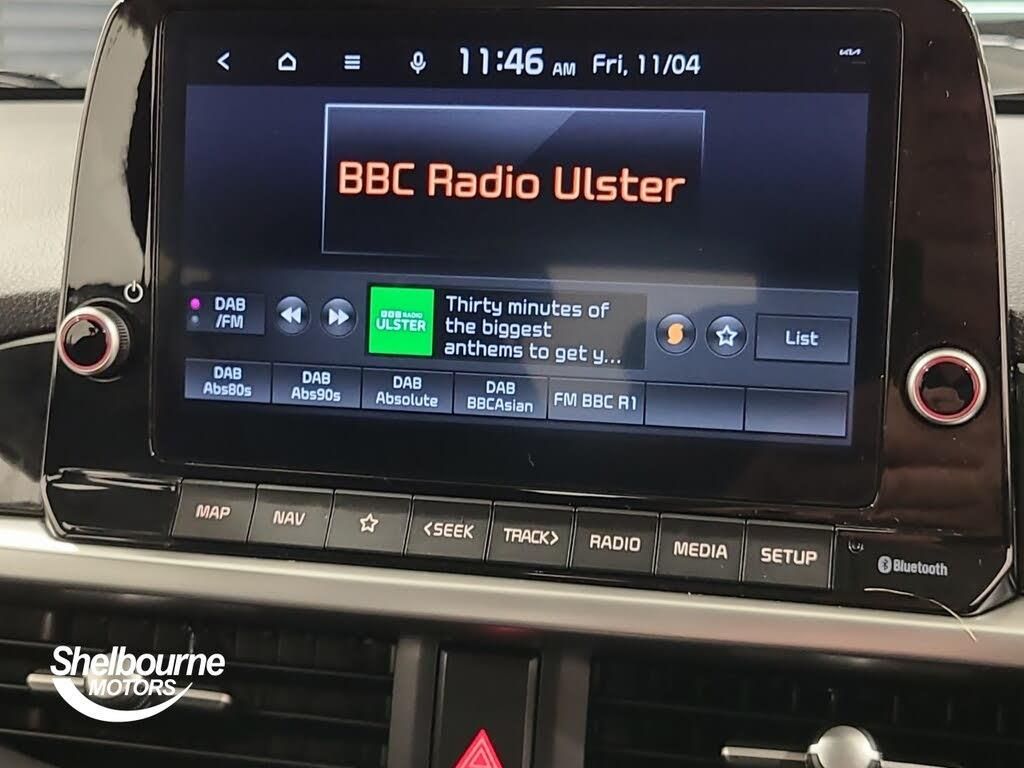 11:46 AM Fri, 11/04
KIA
BBC Radio Ulster
DAB
/FM
BBC RADIO
ULSTER
Thirty minutes of
the biggest
anthems to get y...
List
DAB
Abs80s
DAB
Abs90s
DAB
Absolute
DAB
BBCAsian
FM BBC R1
MAP
NAV
<SEEK
TRACK>
RADIO
MEDIA
SETUP
Bluetooth
Shelbourne
MOTORS